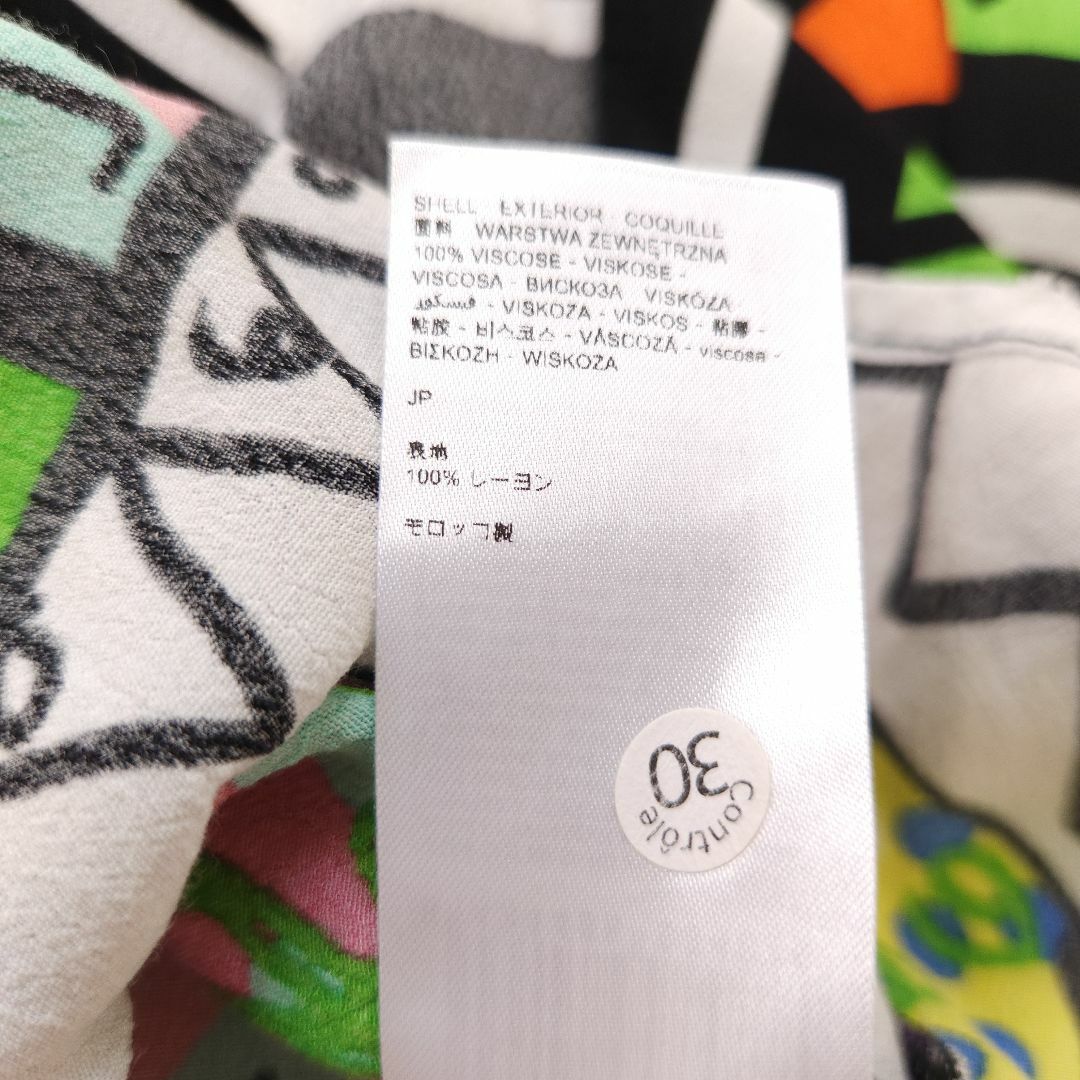 SHELL - EXTERIOR - COQUILLE
面料 WARSTWA ZEWNĘTRZNA
100% VISCOSE - VISKOSE -
VISCOSA - ВИСКОЗА VISKÓZA
فيسكوز - VISKOZA - VISKOS - 粘膠 -
粘胶 - 비스코스 - VÂSCOZĂ - viscose -
ΒΙΣΚΟΖΗ - WISKOZA
JP
表地
100% レーヨン
モロッコ製
30
Contrôle